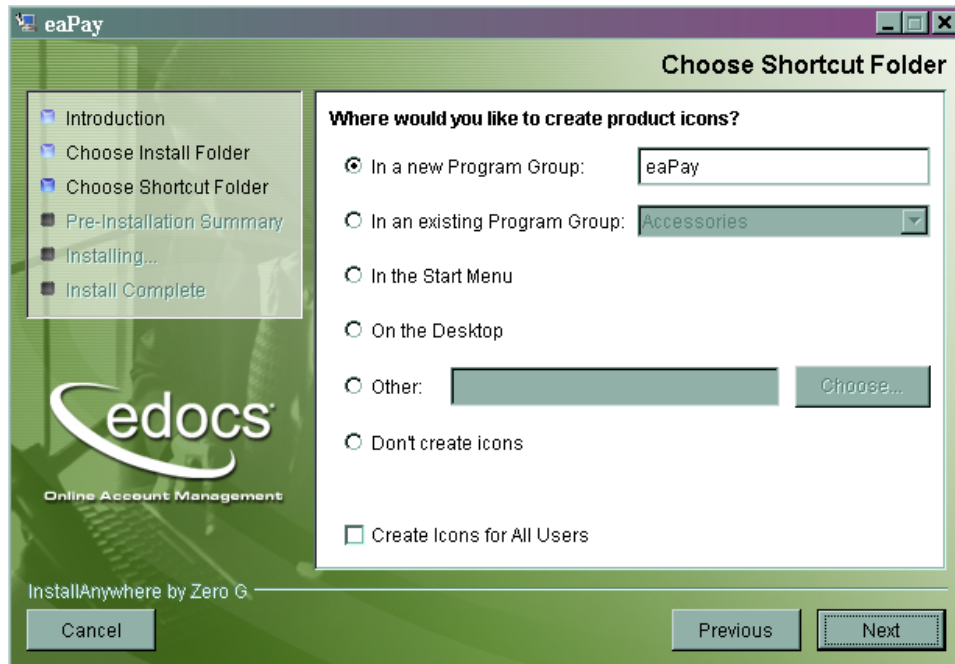 eaPay
Choose Shortcut Folder
Introduction
Choose Install Folder
Choose Shortcut Folder
Pre-Installation Summary
Installing...
Install Complete
edocs
Online Account Management
Where would you like to create product icons?
In a new Program Group: eaPay
In an existing Program Group: Accessories
In the Start Menu
On the Desktop
Other: Choose...
Don't create icons
Create Icons for All Users
InstallAnywhere by Zero G
Cancel Previous Next